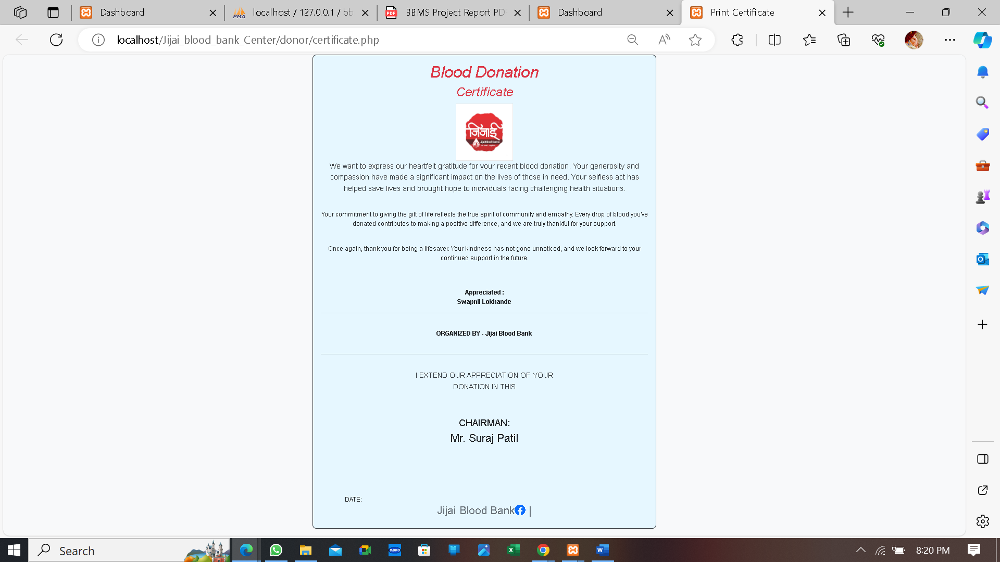 Dashboard
localhost / 127.0.0.1 / bb
BBMS Project Report PD
Dashboard
Print Certificate
localhost/Jijai_blood_bank_Center/donor/certificate.php
Blood Donation
Certificate
जिजाई
Jijai Blood Centre
We want to express our heartfelt gratitude for your recent blood donation. Your generosity and
compassion have made a significant impact on the lives of those in need. Your selfless act has
helped save lives and brought hope to individuals facing challenging health situations.
Your commitment to giving the gift of life reflects the true spirit of community and empathy. Every drop of blood you've
donated contributes to making a positive difference, and we are truly thankful for your support.
Once again, thank you for being a lifesaver. Your kindness has not gone unnoticed, and we look forward to your
continued support in the future.
Appreciated :
Swapnil Lokhande
ORGANIZED BY - Jijai Blood Bank
I EXTEND OUR APPRECIATION OF YOUR
DONATION IN THIS
CHAIRMAN:
Mr. Suraj Patil
DATE:
Jijai Blood Bank |
Search
8:20 PM